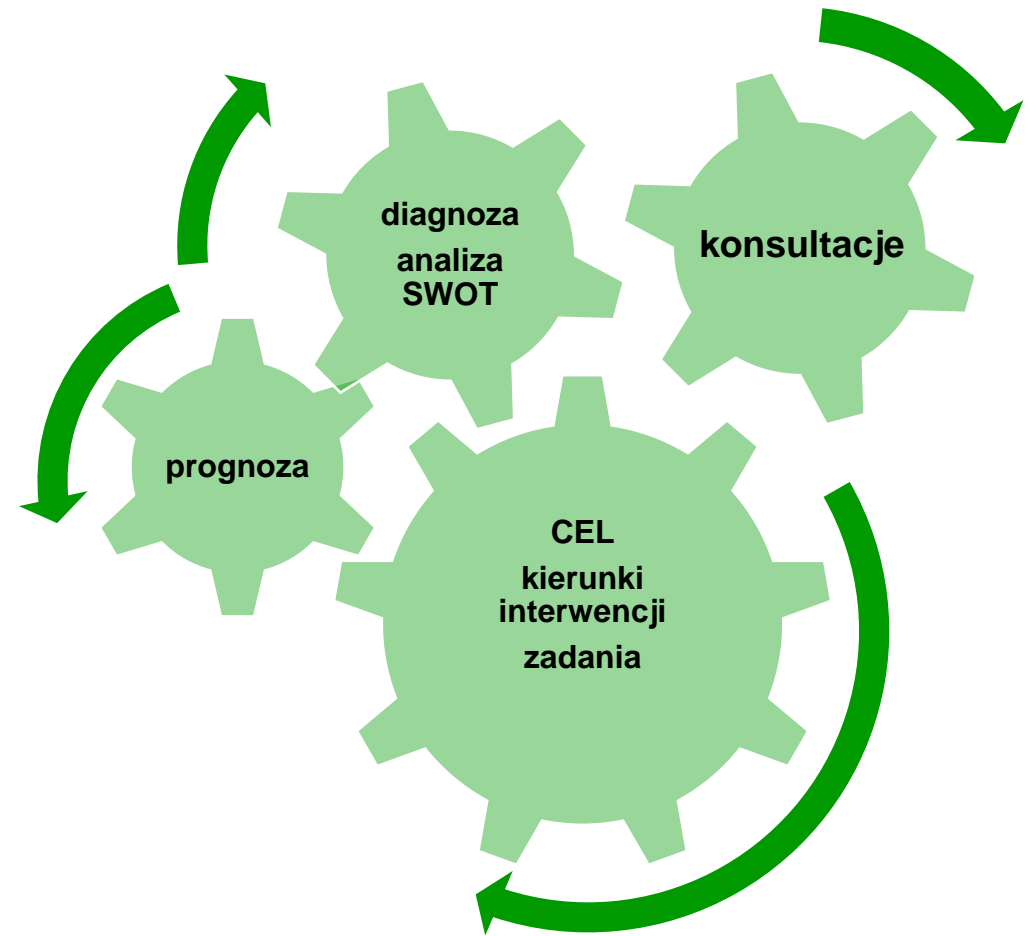 diagnoza
analiza
SWOT
konsultacje
prognoza
CEL
kierunki
interwencji
zadania